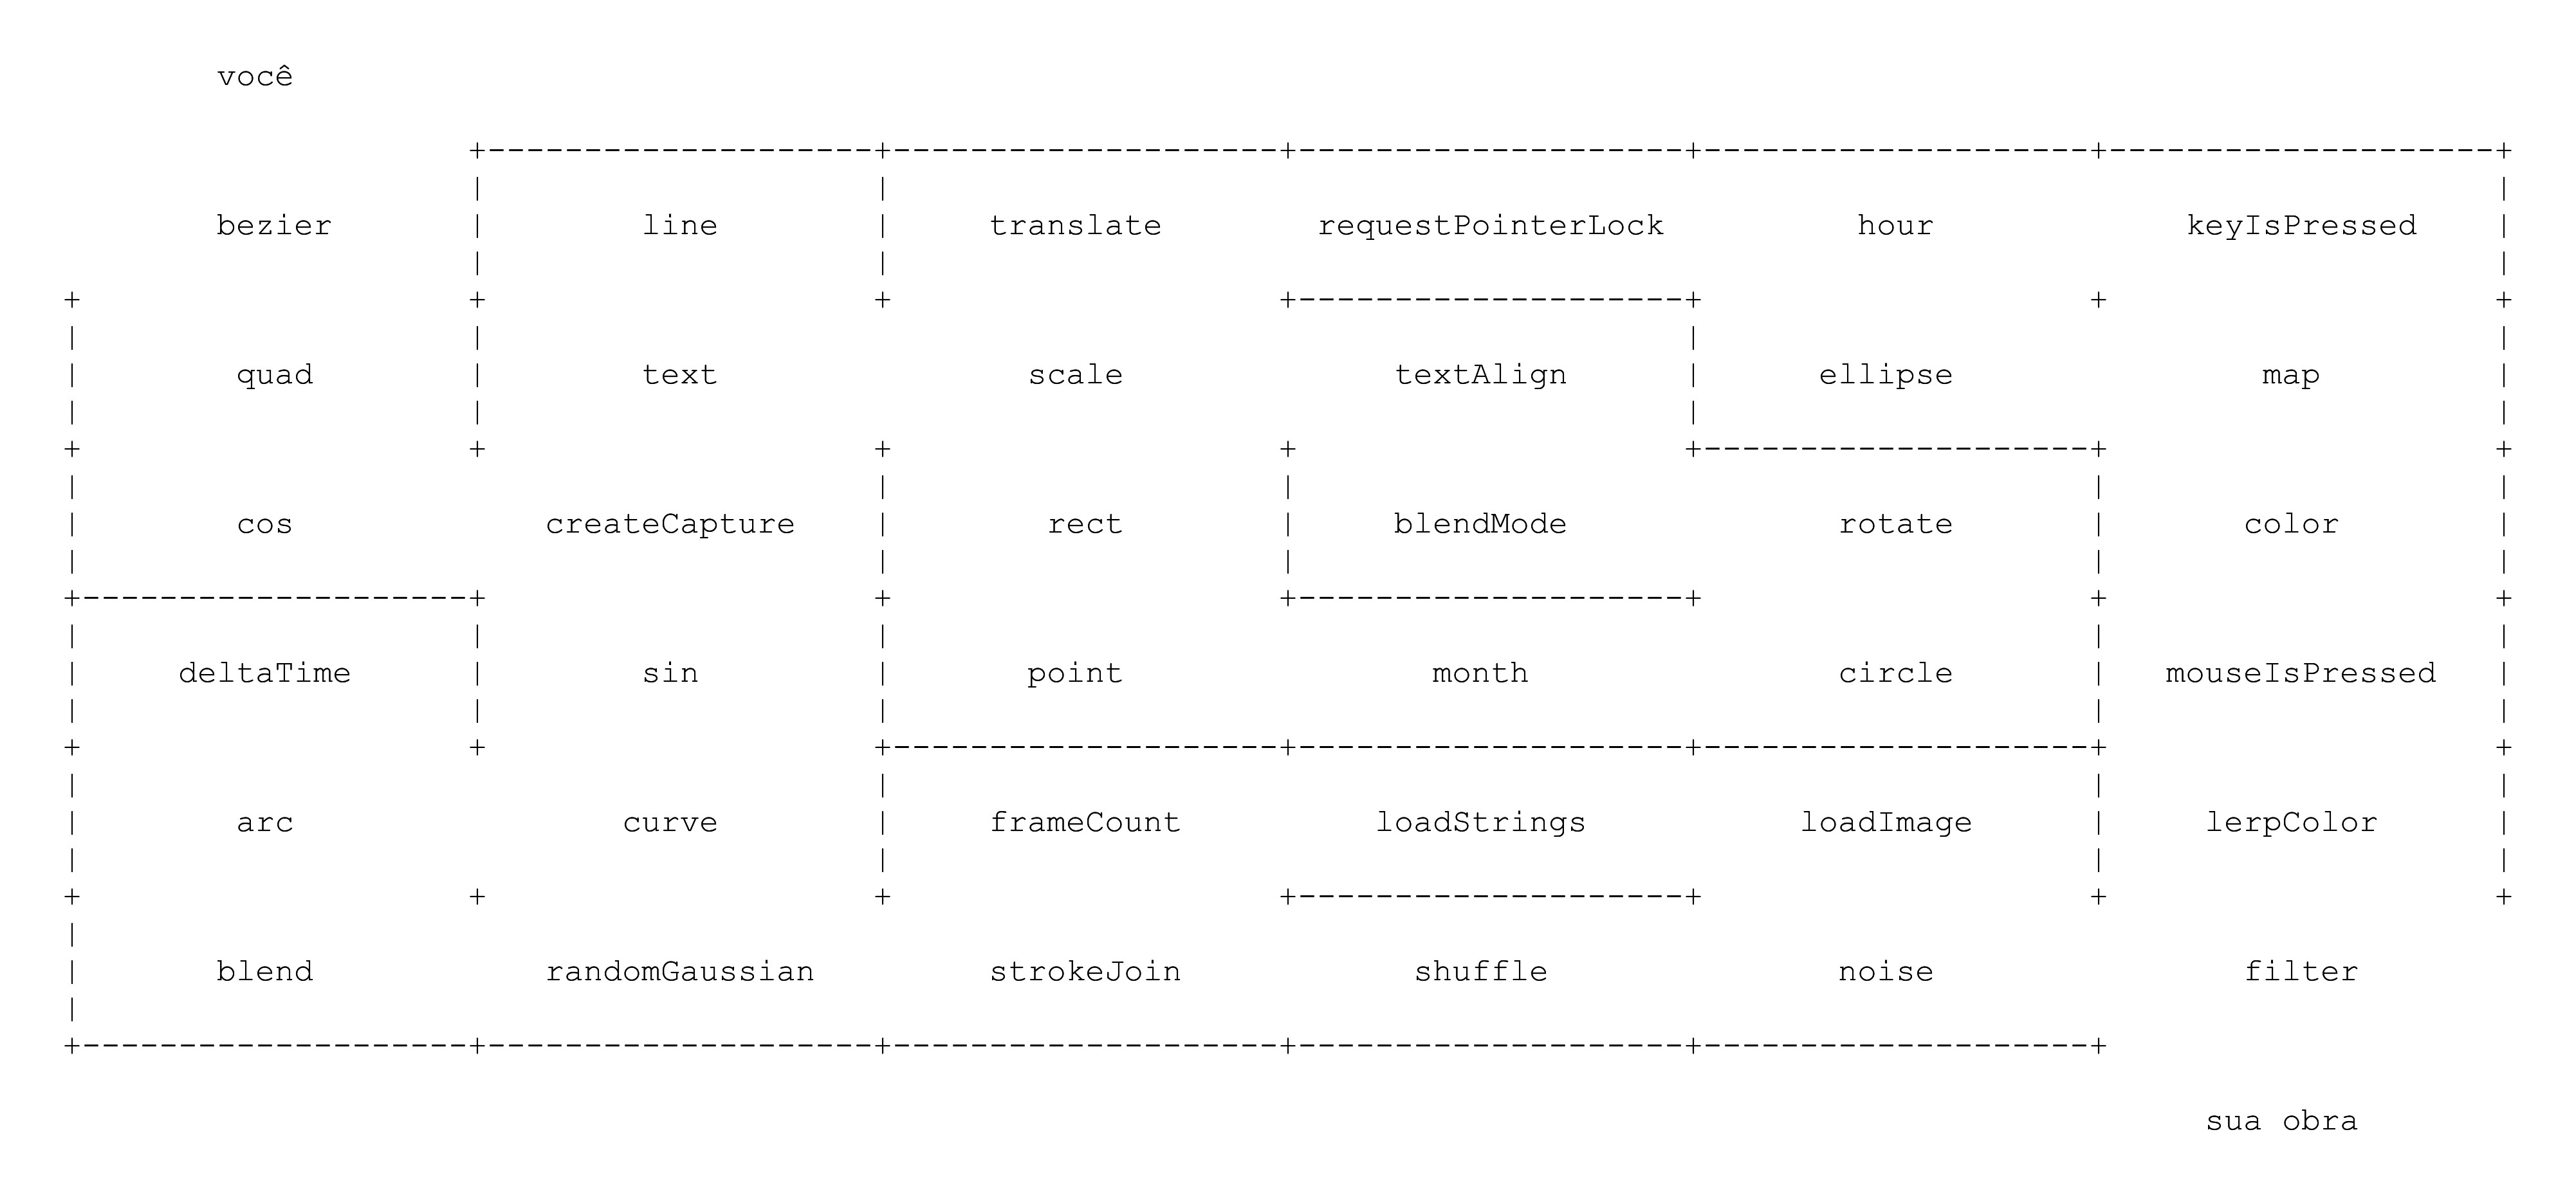 você
bezier line translate requestPointerLock hour keyIsPressed
quad text scale textAlign ellipse map
cos createCapture rect blendMode rotate color
deltaTime sin point month circle mouseIsPressed
arc curve frameCount loadStrings loadImage lerpColor
blend randomGaussian strokeJoin shuffle noise filter
sua obra